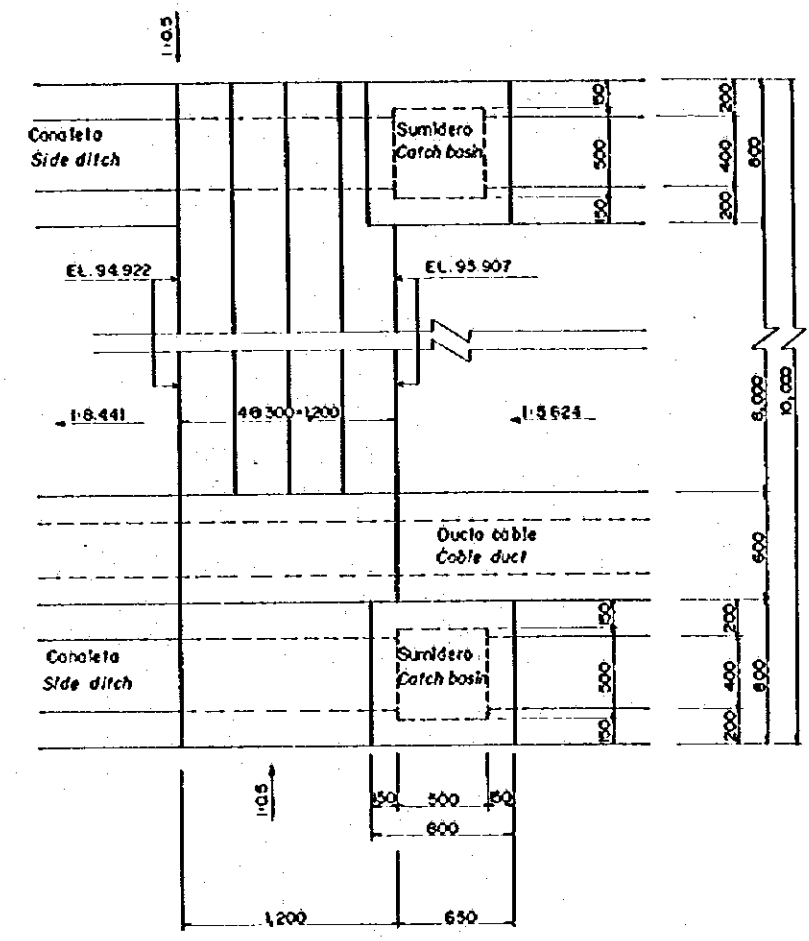 1:0.5
150
200
Canaleta
Side ditch
Sumidero
Catch basin
500
400
800
150
200
EL.94.922
EL.95.907
1:8.441
4@300=1,200
1:5.624
8,000
10,000
Ducto cable
Cable duct
600
150
200
Canaleta
Side ditch
Sumidero
Catch basin
500
400
800
150
200
1:0.5
150
500
150
800
1,200
650